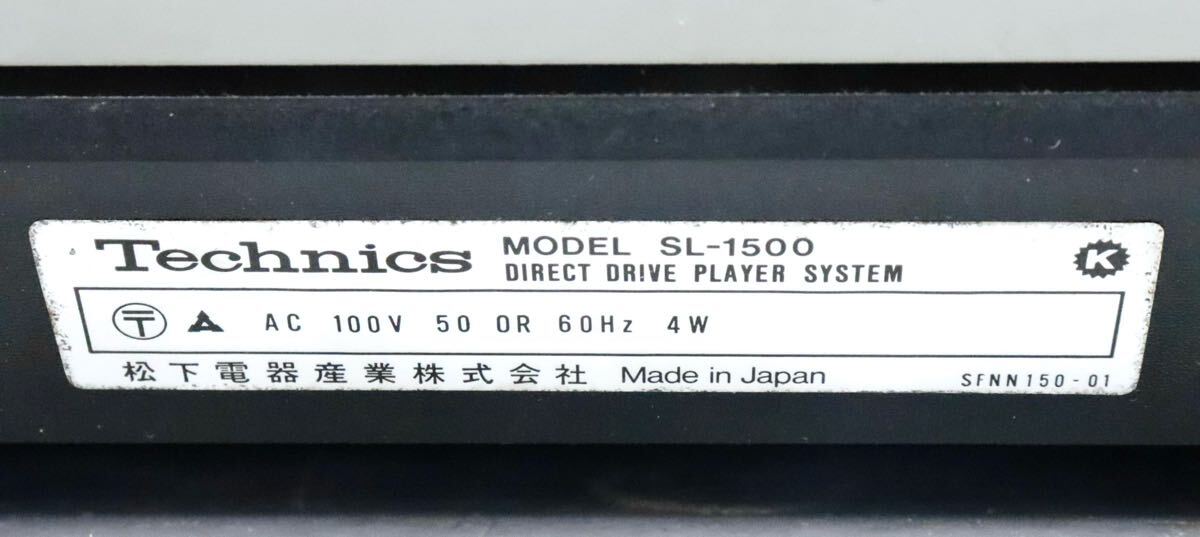 Technics MODEL SL-1500
DIRECT DRIVE PLAYER SYSTEM
K
〒 AC 100V 50 OR 60Hz 4W
松下電器産業株式会社 Made in Japan SFNN150-01